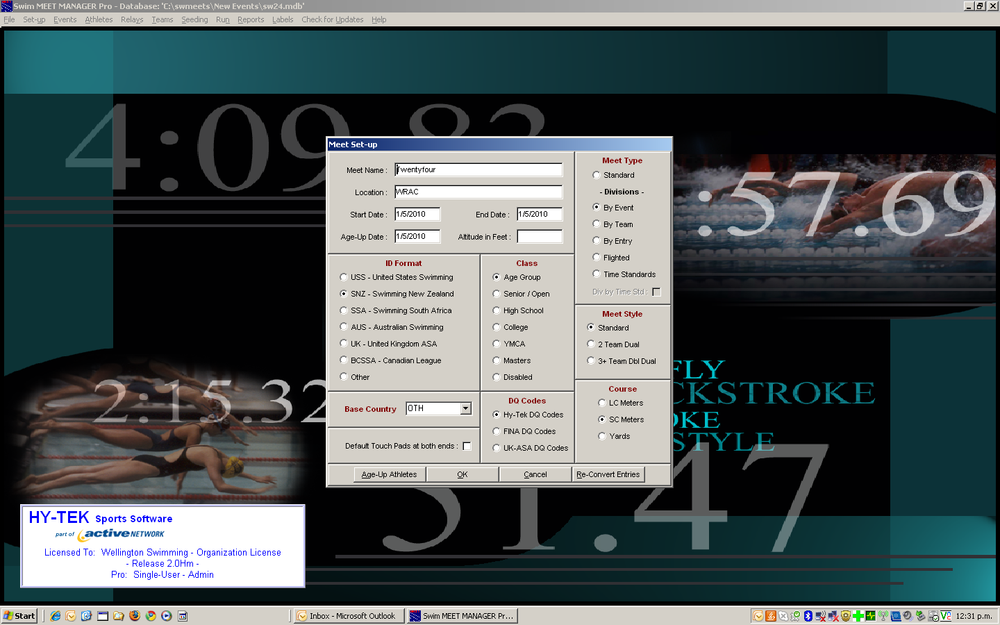 Swim MEET MANAGER Pro - Database: 'C:\swmeets\New Events\sw24.mdb'
File Set-up Events Athletes Relays Teams Seeding Run Reports Labels Check for Updates Help
4:09.83
:57.69
2:15.32
FLY
CKSTROKE
OKE
STYLE
31.47
Meet Set-up
Meet Name : Twentyfour
Location : WRAC
Start Date : 1/5/2010 End Date : 1/5/2010
Age-Up Date : 1/5/2010 Altitude in Feet :
ID Format
USS - United States Swimming
SNZ - Swimming New Zealand
SSA - Swimming South Africa
AUS - Australian Swimming
UK - United Kingdom ASA
BCSSA - Canadian League
Other
Base Country OTH
Default Touch Pads at both ends :
Class
Age Group
Senior / Open
High School
College
YMCA
Masters
Disabled
DQ Codes
Hy-Tek DQ Codes
FINA DQ Codes
UK-ASA DQ Codes
Meet Type
Standard
- Divisions -
By Event
By Team
By Entry
Flighted
Time Standards
Div by Time Std :
Meet Style
Standard
2 Team Dual
3+ Team Dbl Dual
Course
LC Meters
SC Meters
Yards
Age-Up Athletes OK Cancel Re-Convert Entries
HY-TEK Sports Software
part of active NETWORK
Licensed To: Wellington Swimming - Organization License
- Release 2.0Hm -
Pro: Single-User - Admin
Start Inbox - Microsoft Outlook Swim MEET MANAGER Pr... 12:31 p.m.